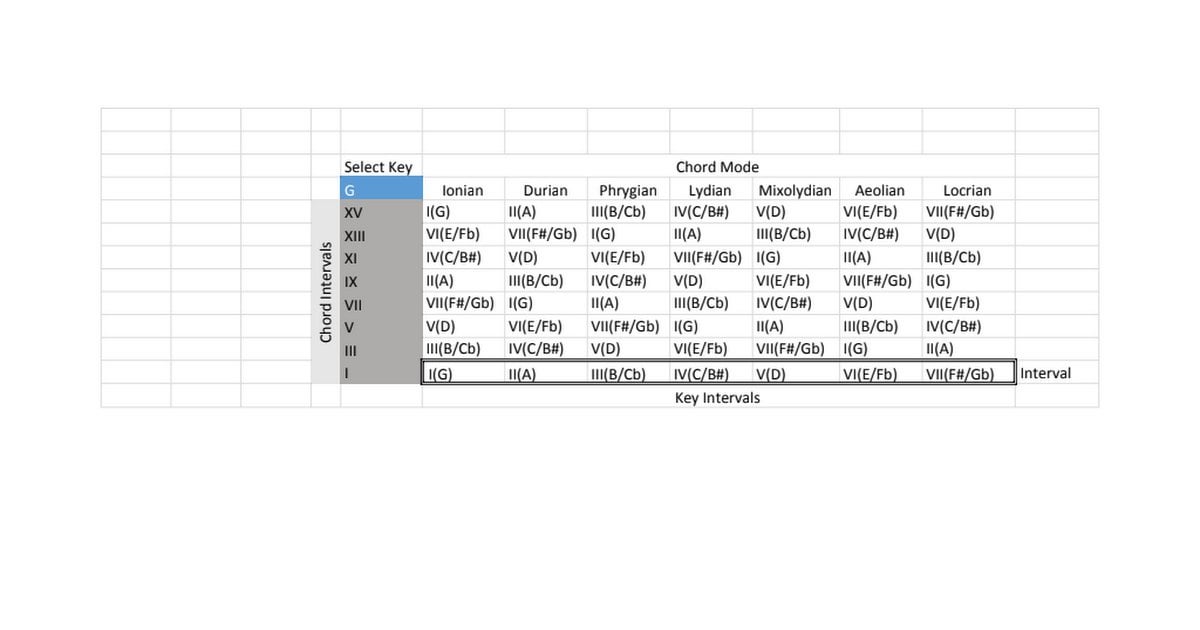 Select Key Chord Mode
G Ionian Durian Phrygian Lydian Mixolydian Aeolian Locrian
Chord Intervals
XV I(G) II(A) III(B/Cb) IV(C/B#) V(D) VI(E/Fb) VII(F#/Gb)
XIII VI(E/Fb) VII(F#/Gb) I(G) II(A) III(B/Cb) IV(C/B#) V(D)
XI IV(C/B#) V(D) VI(E/Fb) VII(F#/Gb) I(G) II(A) III(B/Cb)
IX II(A) III(B/Cb) IV(C/B#) V(D) VI(E/Fb) VII(F#/Gb) I(G)
VII VII(F#/Gb) I(G) II(A) III(B/Cb) IV(C/B#) V(D) VI(E/Fb)
V V(D) VI(E/Fb) VII(F#/Gb) I(G) II(A) III(B/Cb) IV(C/B#)
III III(B/Cb) IV(C/B#) V(D) VI(E/Fb) VII(F#/Gb) I(G) II(A)
I I(G) II(A) III(B/Cb) IV(C/B#) V(D) VI(E/Fb) VII(F#/Gb) Interval
Key Intervals